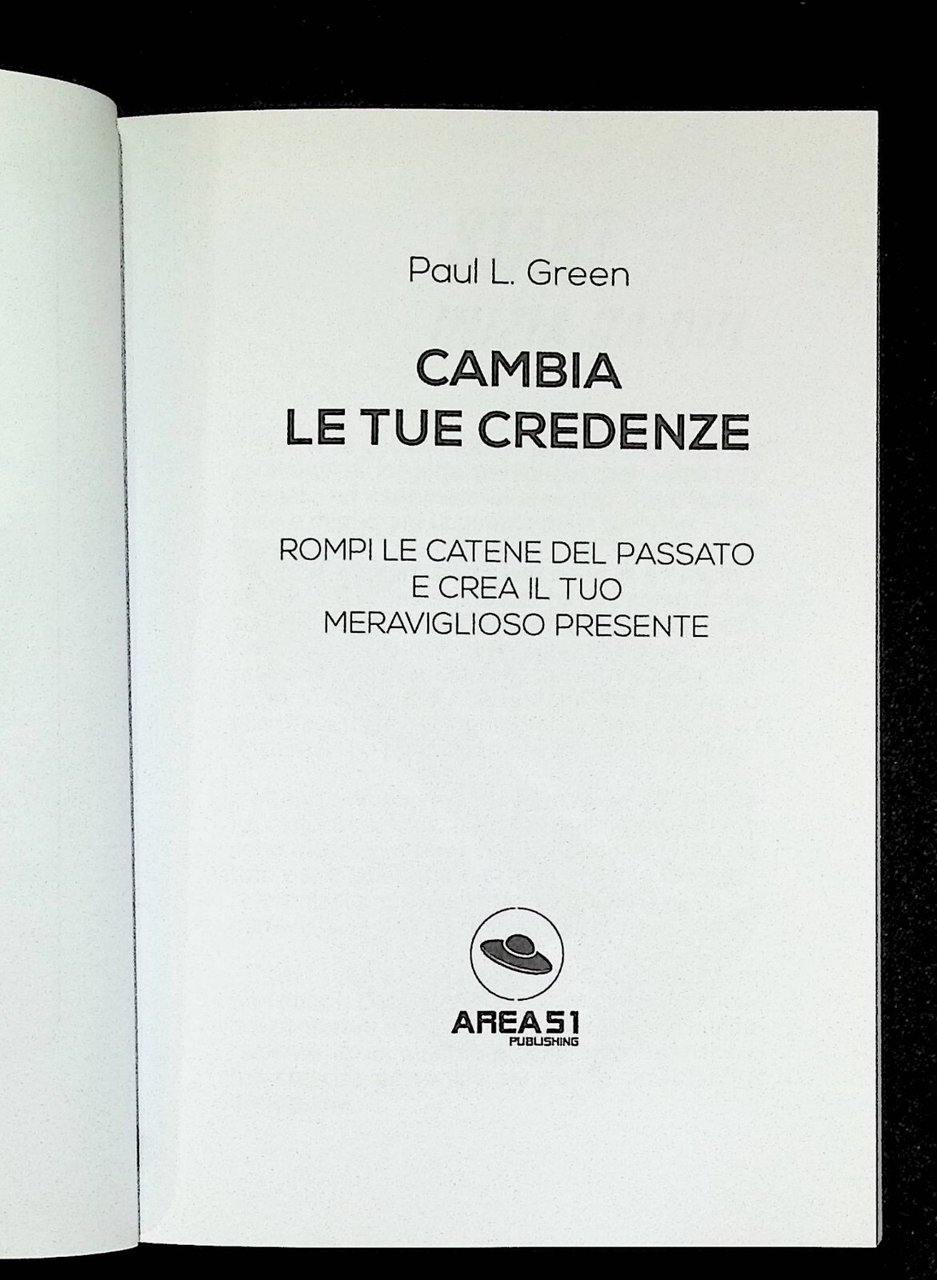 Paul L. Green
CAMBIA
LE TUE CREDENZE
ROMPI LE CATENE DEL PASSATO
E CREA IL TUO
MERAVIGLIOSO PRESENTE
AREA51
PUBLISHING